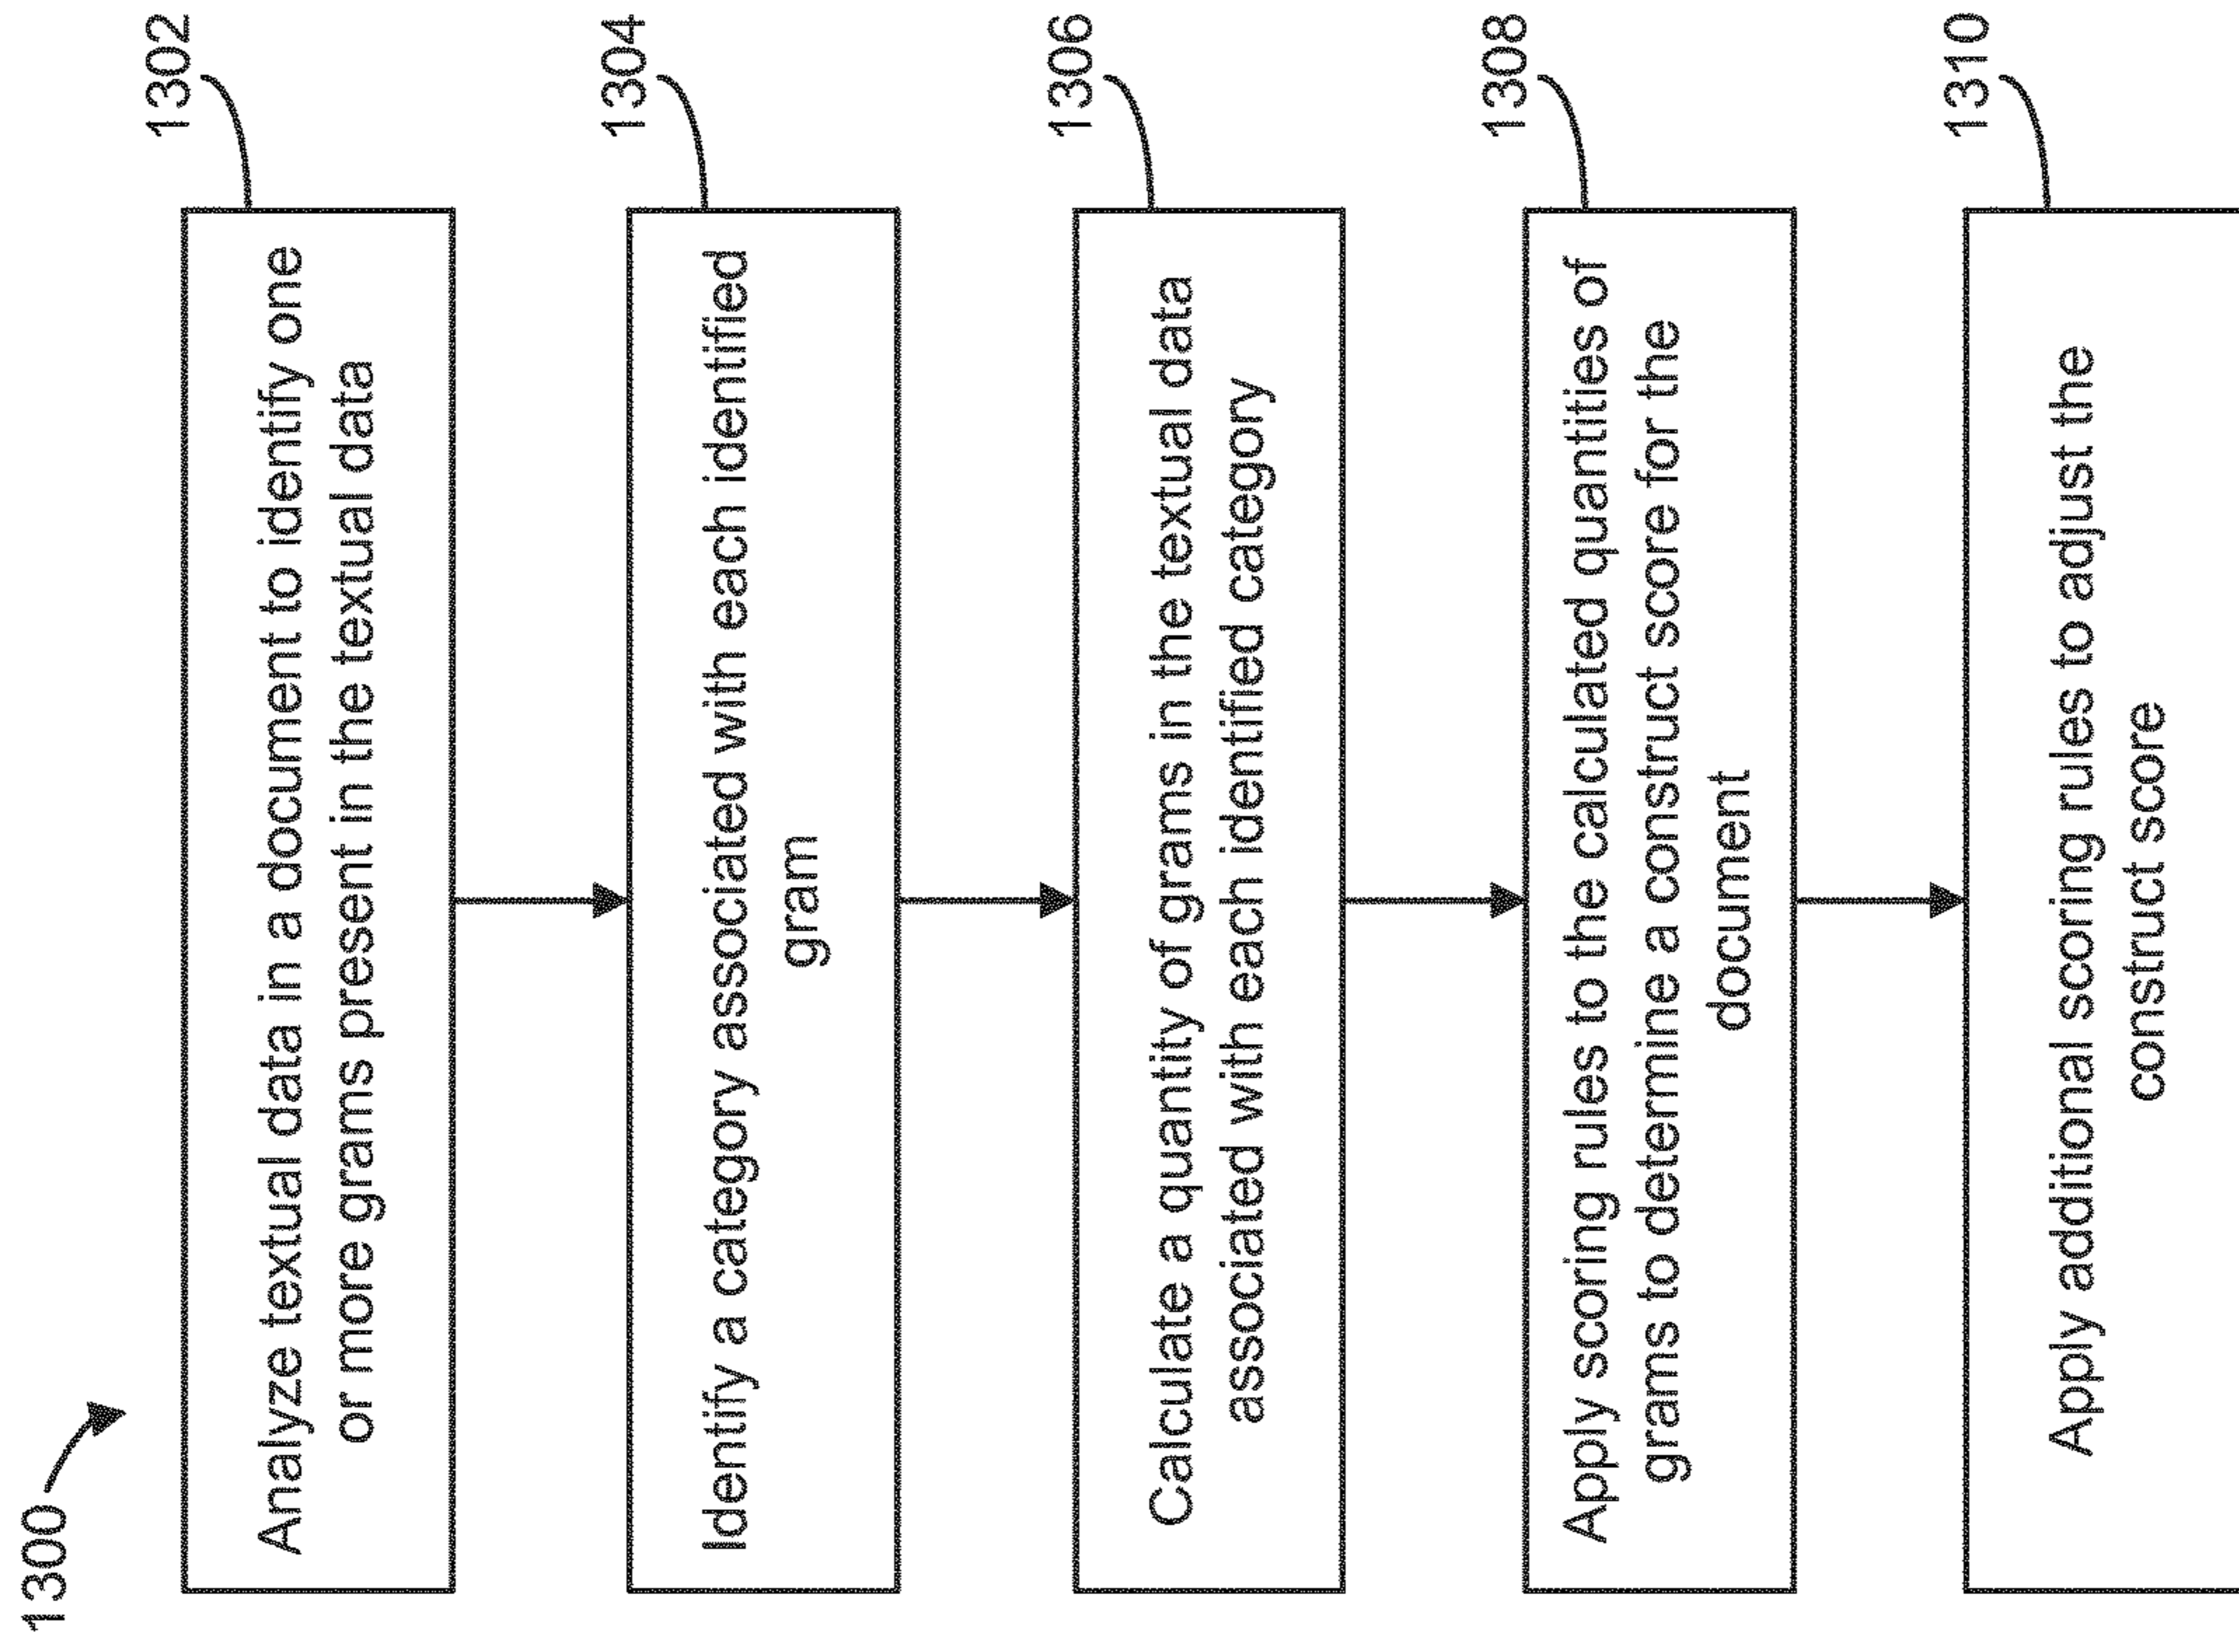 1300
1302
Analyze textual data in a document to identify one
or more grams present in the textual data
1304
Identify a category associated with each identified
gram
1306
Calculate a quantity of grams in the textual data
associated with each identified category
1308
Apply scoring rules to the calculated quantities of
grams to determine a construct score for the
document
1310
Apply additional scoring rules to adjust the
construct score